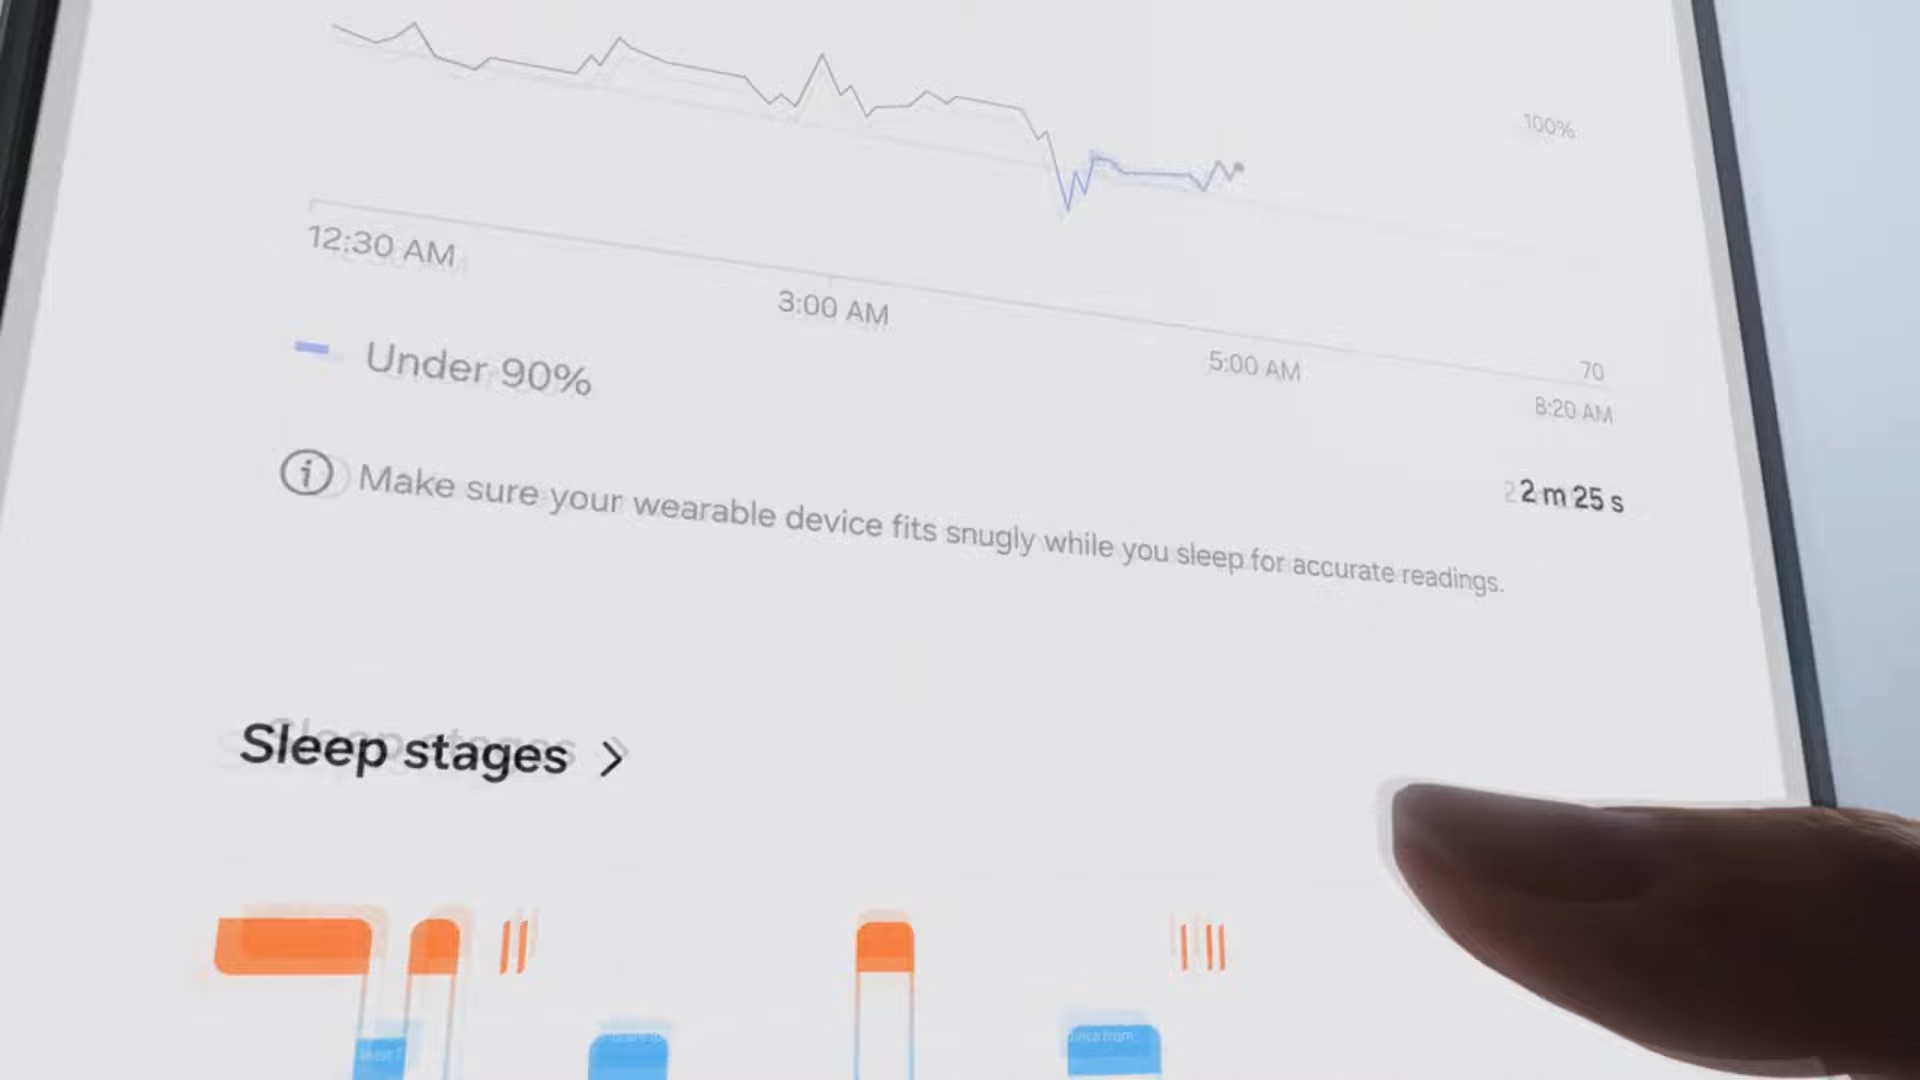 100%
12:30 AM
3:00 AM
5:00 AM
70
8:20 AM
Under 90%
2 m 25 s
Make sure your wearable device fits snugly while you sleep for accurate readings.
Sleep stages >